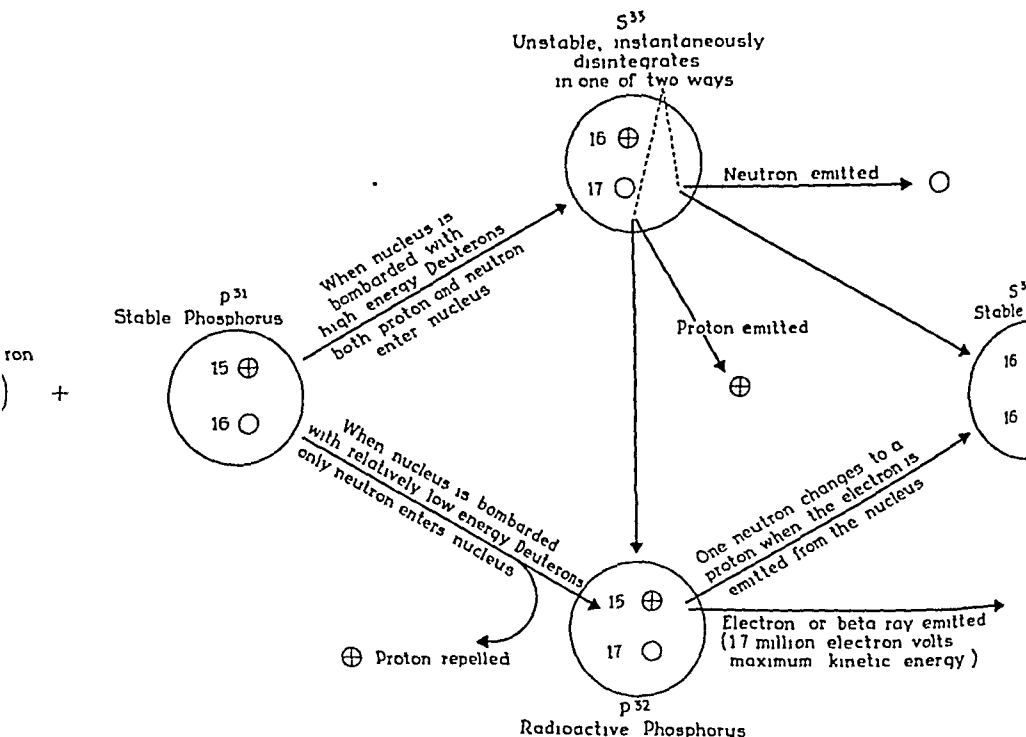 S³³
Unstable, instantaneously
disintegrates
in one of two ways
16 ⊕
17 ○
Neutron emitted
When nucleus is
bombarded with
high energy Deuterons
both proton and neutron
enter nucleus
P³¹
Stable Phosphorus
15 ⊕
16 ○
ron
+
Proton emitted
S³
Stable
16
16
When nucleus is bombarded
with relatively low energy Deuterons
only neutron enters nucleus
Proton repelled
One neutron changes to a
proton when the electron is
emitted from the nucleus
15 ⊕
17 ○
Electron or beta ray emitted
(17 million electron volts
maximum kinetic energy)
P³²
Radioactive Phosphorus